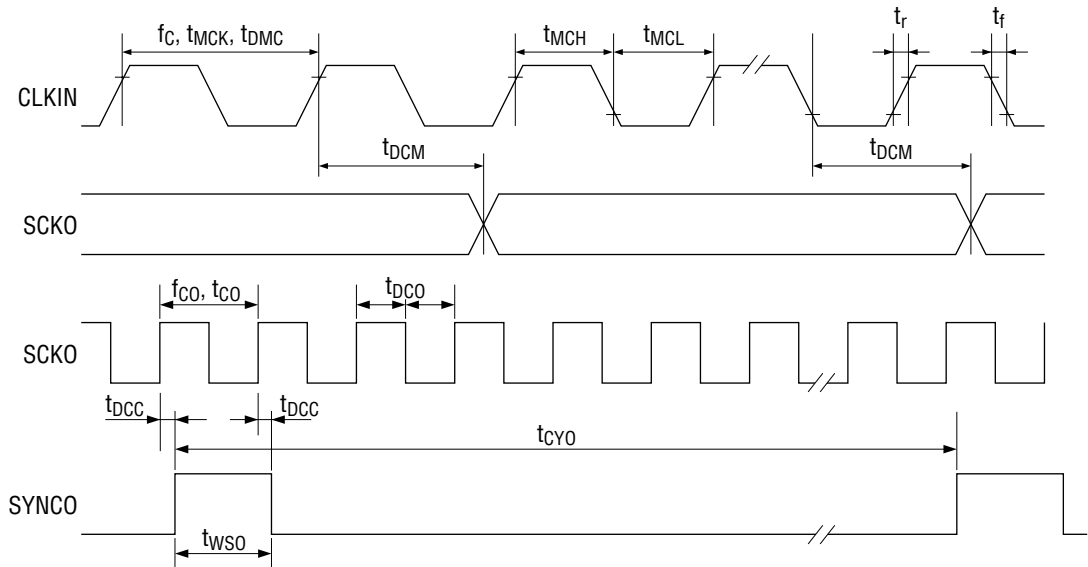 fC, tMCK, tDMC
tMCH
tMCL
tr
tf
CLKIN
tDCM
tDCM
SCKO
fCO, tCO
tDCO
SCKO
tDCC
tDCC
tCYO
SYNCO
tWSO